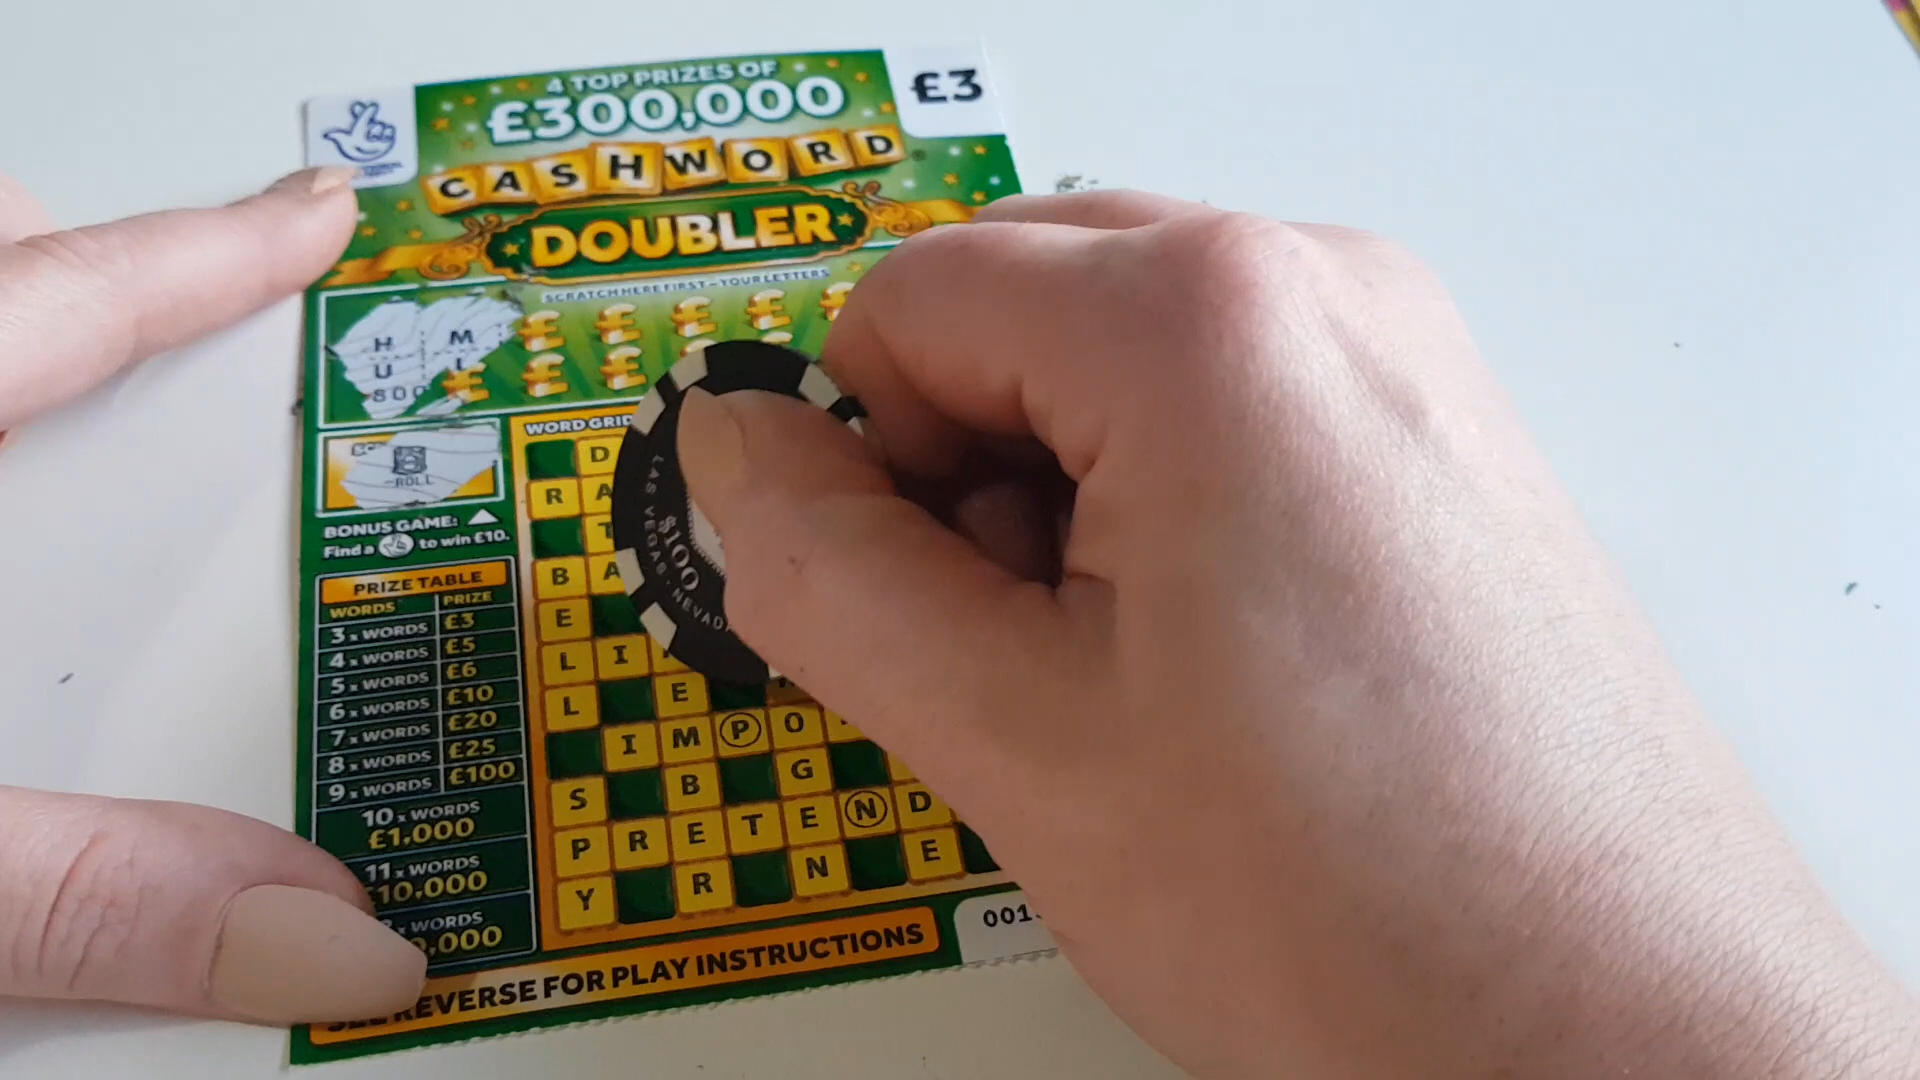 4 TOP PRIZES OF
£300,000
£3
CASHWORD
DOUBLER
SCRATCH HERE FIRST – YOUR LETTERS
H M
U L
800
ROLL
BONUS GAME:
Find a to win £10.
PRIZE TABLE
WORDS PRIZE
3 x WORDS £3
4 x WORDS £5
5 x WORDS £6
6 x WORDS £10
7 x WORDS £20
8 x WORDS £25
9 x WORDS £100
10 x WORDS
£1,000
11 x WORDS
£10,000
WORDS
WORD GRID
D
R A
T
B A
E
L I
L E
I M P O
S B G
P R E T E N D
Y R N E
LAS VEGAS · NEVADA
$100
REVERSE FOR PLAY INSTRUCTIONS
001